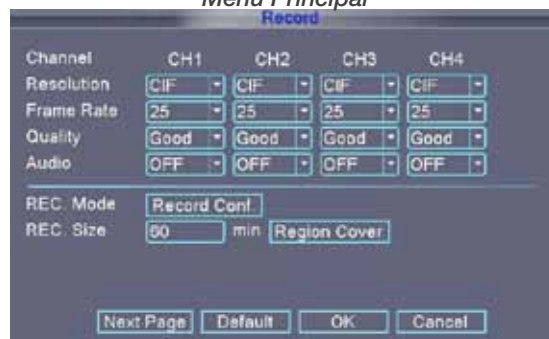 Menu Principal
Record
Channel CH1 CH2 CH3 CH4
Resolution CIF CIF CIF CIF
Frame Rate 25 25 25 25
Quality Good Good Good Good
Audio OFF OFF OFF OFF
REC. Mode Record Conf.
REC. Size 60 min Region Cover
Next Page Default OK Cancel